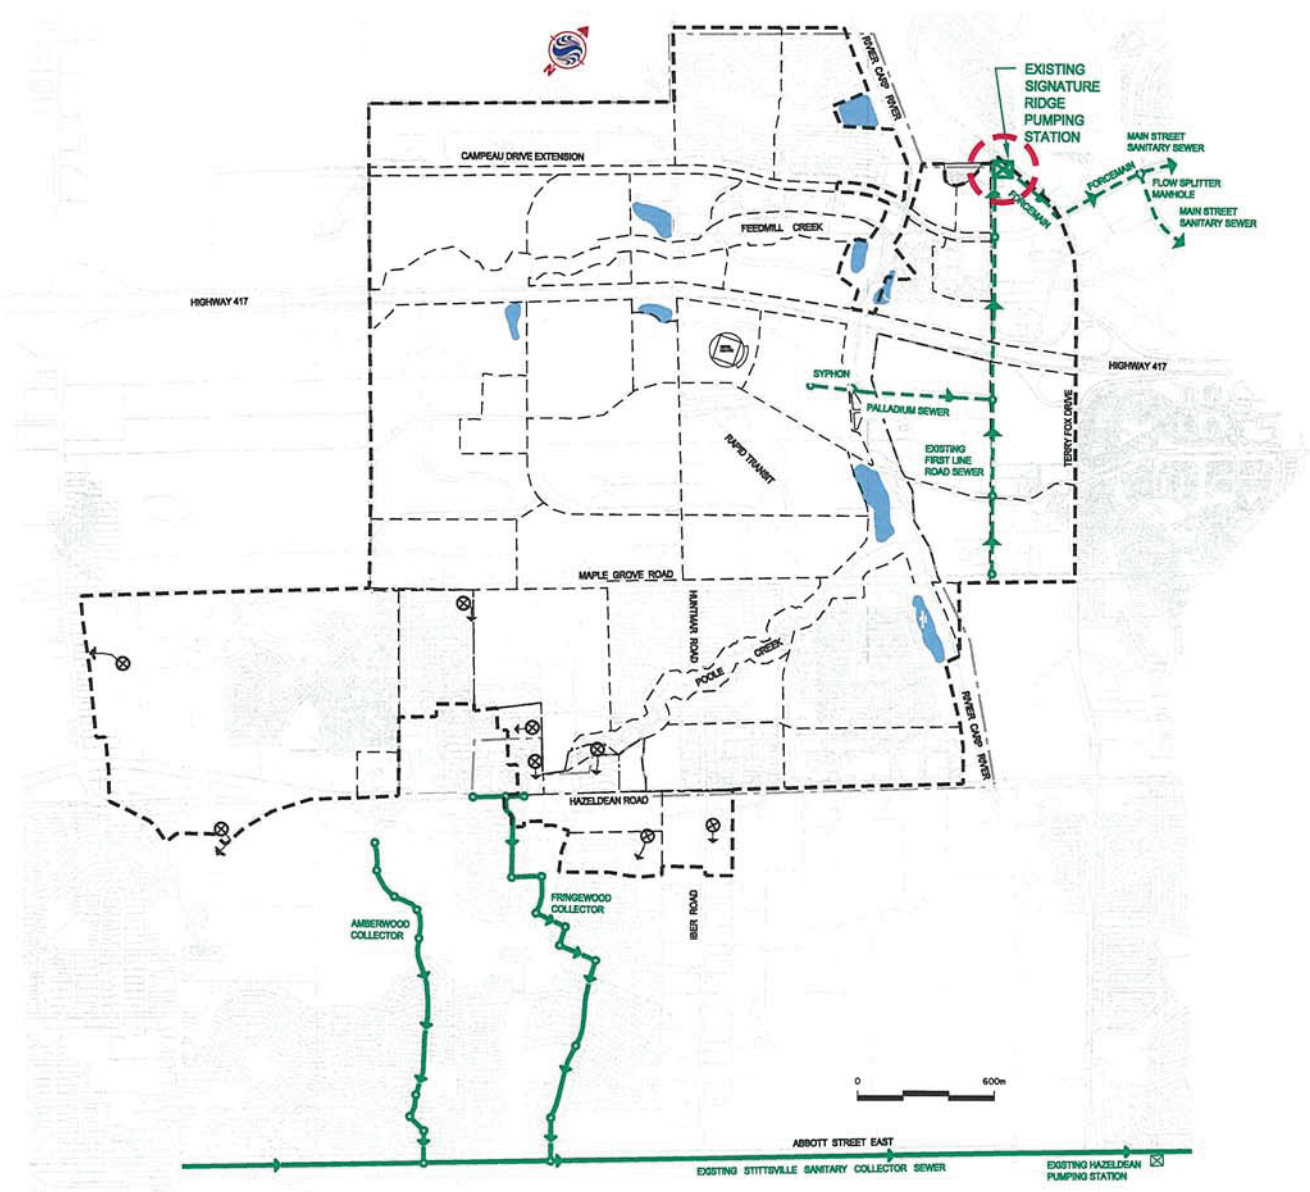 N
RIVIER CARP RIVER
EXISTING
SIGNATURE
RIDGE
PUMPING
STATION
MAIN STREET
SANITARY SEWER
CAMPEAU DRIVE EXTENSION
FORCEMAIN
FLOW SPLITTER
MANHOLE
FORCEMAIN
MAIN STREET
SANITARY SEWER
FEEDMILL CREEK
HIGHWAY 417
HIGHWAY 417
SYPHON
PALLADIUM SEWER
TERRY FOX DRIVE
RAPID TRANSIT
EXISTING
FIRST LINE
ROAD SEWER
MAPLE GROVE ROAD
HUNTMAR ROAD
POOLE CREEK
RIVER CARP RIVER
HAZELDEAN ROAD
FRINGEWOOD
COLLECTOR
IBER ROAD
AMBERWOOD
COLLECTOR
0 600m
ABBOTT STREET EAST
EXISTING STITTSVILLE SANITARY COLLECTOR SEWER
EXISTING HAZELDEAN
PUMPING STATION